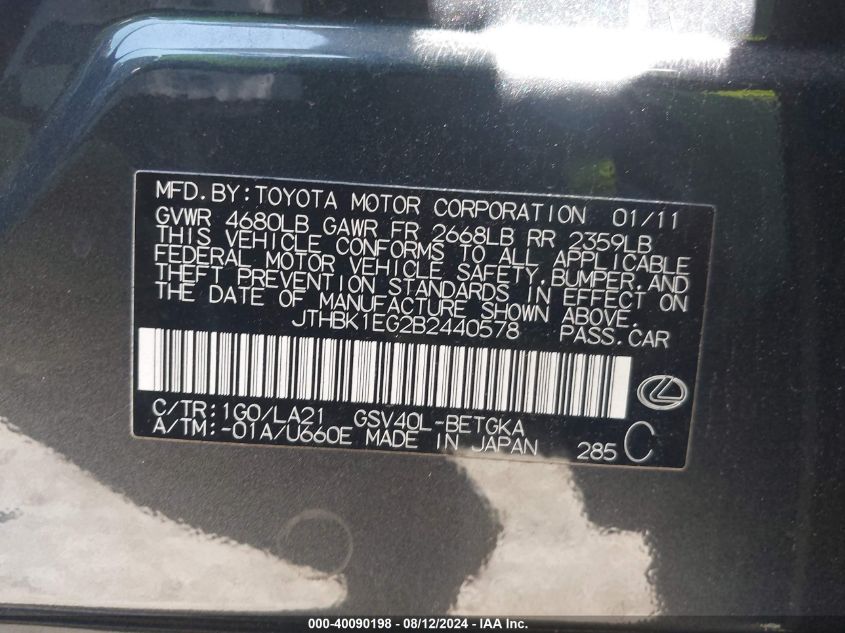 MFD.BY:TOYOTA MOTOR CORPORATION 01/11
GVWR 4680LB GAWR FR 2668LB RR 2359LB
THIS VEHICLE CONFORMS TO ALL APPLICABLE
FEDERAL MOTOR VEHICLE SAFETY,BUMPER,AND
THEFT PREVENTION STANDARDS IN EFFECT ON
THE DATE OF MANUFACTURE SHOWN ABOVE.
JTHBK1EG2B2440578 PASS.CAR
C/TR:1G0/LA21 GSV40L-BETGKA
A/TM:-01A/U660E MADE IN JAPAN 285 C
000-40090198 - 08/12/2024 - IAA Inc.